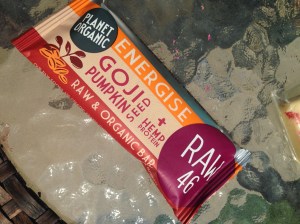 PLANET
ORGANIC
ENERGISE
GOJI
PUMPKIN SEED
+ HEMP
PROTEIN
RAW & ORGANIC BAR
RAW
46